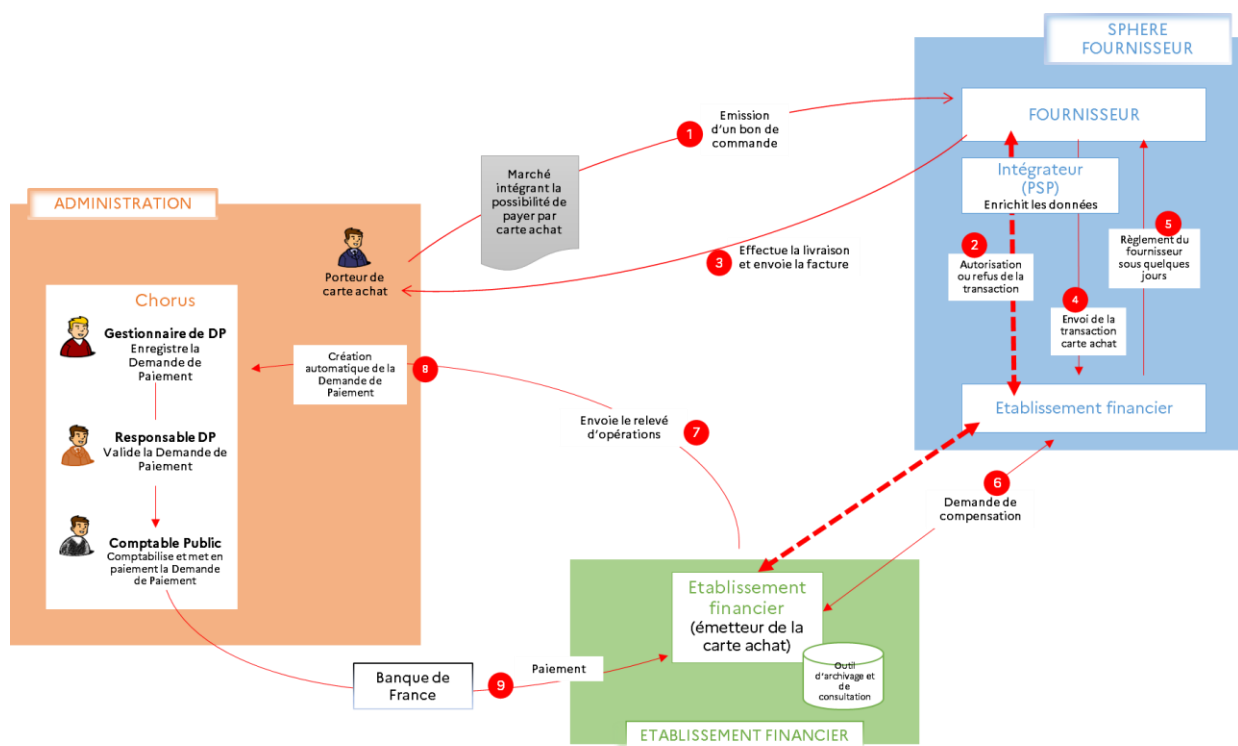 SPHERE
FOURNISSEUR
FOURNISSEUR
1
Emission
d'un bon de
commande
Marché
intégrant la
possibilité de
payer par
carte achat
Intégrateur
(PSP)
Enrichit les données
ADMINISTRATION
Porteur de
carte achat
2
Autorisation
ou refus de la
transaction
3
Effectue la livraison
et envoie la facture
4
Envoi de la
transaction
carte achat
5
Règlement du
fournisseur
sous quelques
jours
Etablissement financier
Chorus
Gestionnaire de DP
Enregistre la
Demande de
Paiement
Responsable DP
Valide la Demande de
Paiement
Comptable Public
Comptabilise et met en
paiement la Demande
de Paiement
Création
automatique de la
Demande de
Paiement
8
Envoie le relevé
d'opérations
7
6
Demande de
compensation
Etablissement
financier
(émetteur de la
carte achat)
Outil
d'archivage et
de
consultation
Banque de
France
9
Paiement
ETABLISSEMENT FINANCIER